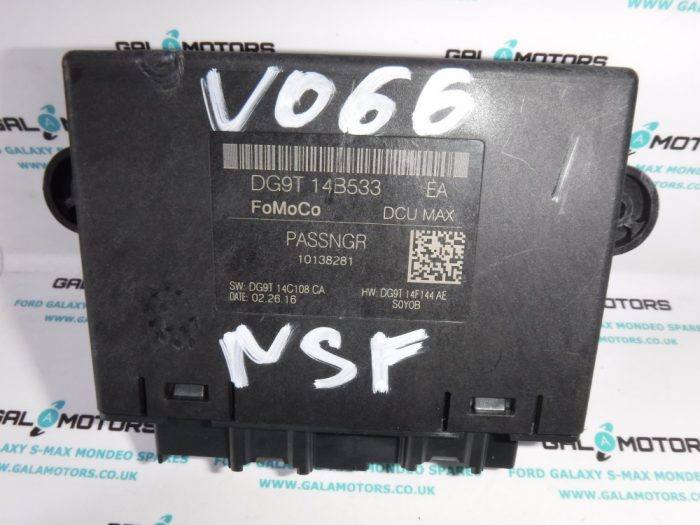 GALAMOTORS
WWW.GALAMOTORS.CO.UK
V066
DG9T 14B533 EA
FoMoCo DCU MAX
PASSNGR
10138281
SW: DG9T 14C108 CA HW: DG9T 14F144 AE
DATE: 02.26.16 S0Y0B
NSF
GALAMOTORS
FORD GALAXY S-MAX MONDEO SPARES
WWW.GALAMOTORS.CO.UK